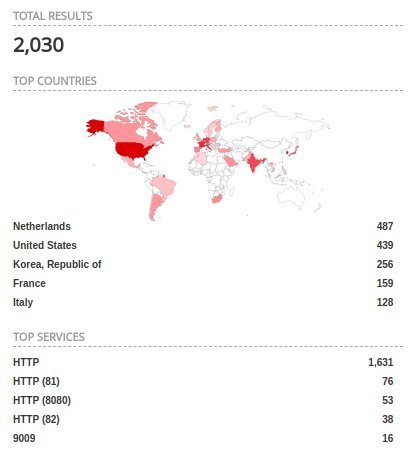 TOTAL RESULTS
2,030
TOP COUNTRIES
Netherlands 487
United States 439
Korea, Republic of 256
France 159
Italy 128
TOP SERVICES
HTTP 1,631
HTTP (81) 76
HTTP (8080) 53
HTTP (82) 38
9009 16